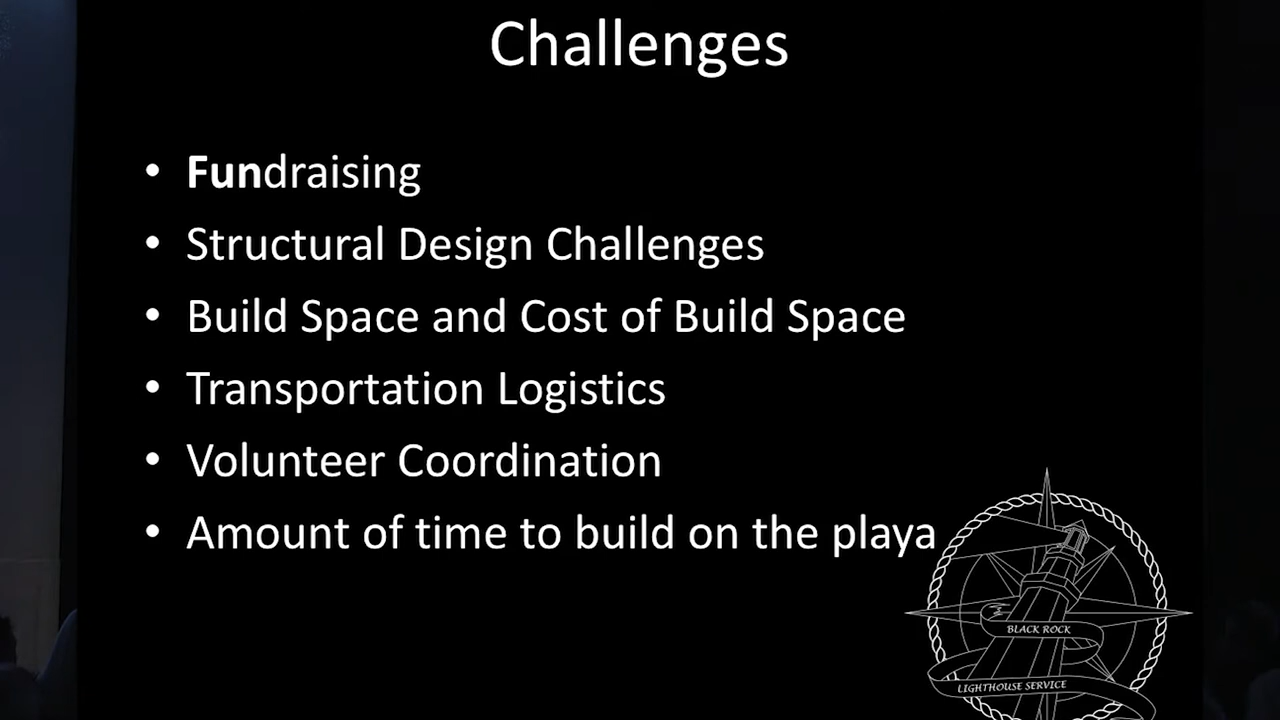 Challenges
• Fundraising
• Structural Design Challenges
• Build Space and Cost of Build Space
• Transportation Logistics
• Volunteer Coordination
• Amount of time to build on the playa
BLACK ROCK
LIGHTHOUSE SERVICE